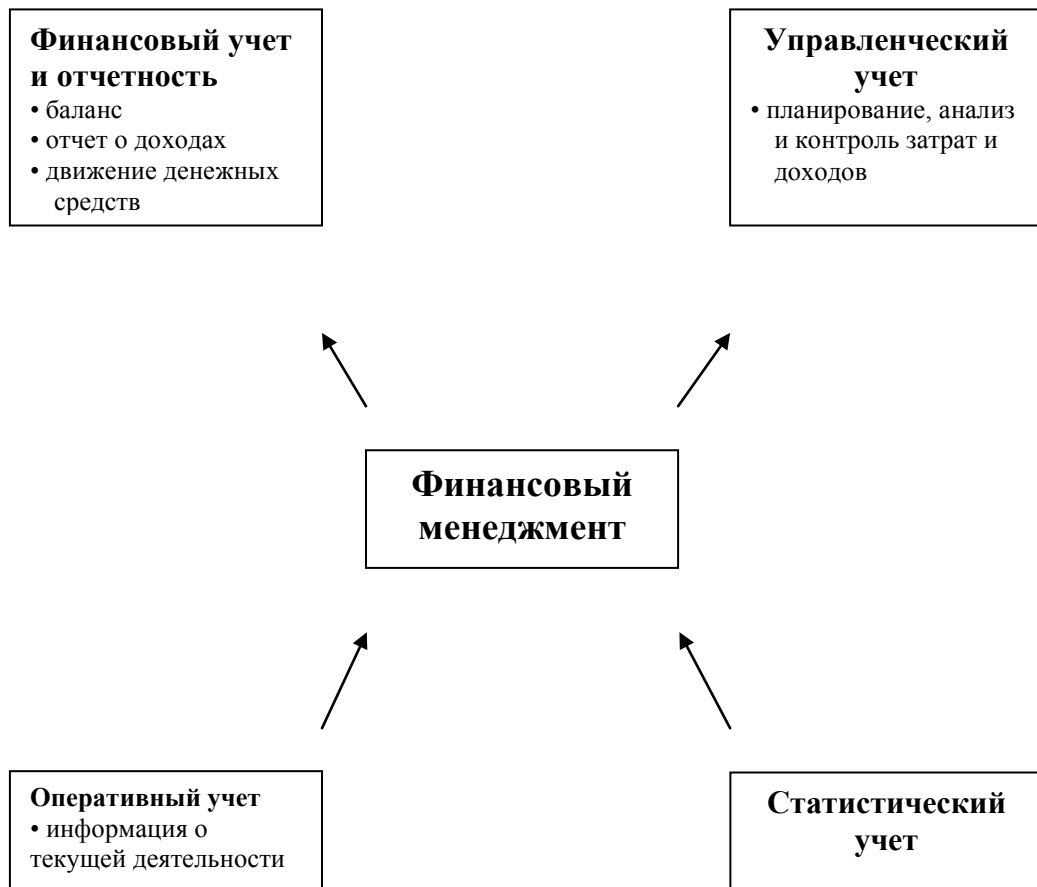 Финансовый учет
и отчетность
• баланс
• отчет о доходах
• движение денежных
средств
Управленческий
учет
• планирование, анализ
и контроль затрат и
доходов
Финансовый
менеджмент
Оперативный учет
• информация о
текущей деятельности
Статистический
учет